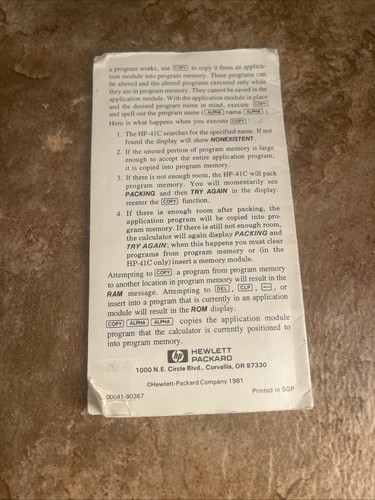 a program works, use COPY to copy it from an applica-
tion module into program memory. These programs can
be altered and the altered programs executed only while
they are in program memory. They cannot be saved in the
application module. With the application module in place
and the desired program name in mind, execute COPY
and spell out the program name ( ALPHA name ALPHA ).
Here is what happens when you execute COPY :
1. The HP-41C searches for the specified name. If not
found the display will show NONEXISTENT.
2. If the unused portion of program memory is large
enough to accept the entire application program,
it is copied into program memory.
3. If there is not enough room, the HP-41C will pack
program memory. You will momentarily see
PACKING and then TRY AGAIN in the display;
reenter the COPY function.
4. If there is enough room after packing, the
application program will be copied into pro-
gram memory. If there is still not enough room,
the calculator will again display PACKING and
TRY AGAIN; when this happens you must clear
programs from program memory or (in the
HP-41C only) insert a memory module.
Attempting to COPY a program from program memory
to another location in program memory will result in the
RAM message. Attempting to DEL , CLP , ← , or
insert into a program that is currently in an application
module will result in the ROM display.
COPY ALPHA ALPHA copies the application module
program that the calculator is currently positioned to
into program memory.
hp HEWLETT
PACKARD
1000 N.E. Circle Blvd., Corvallis, OR 97330
©Hewlett-Packard Company 1981
00041-90367
Printed in SGP